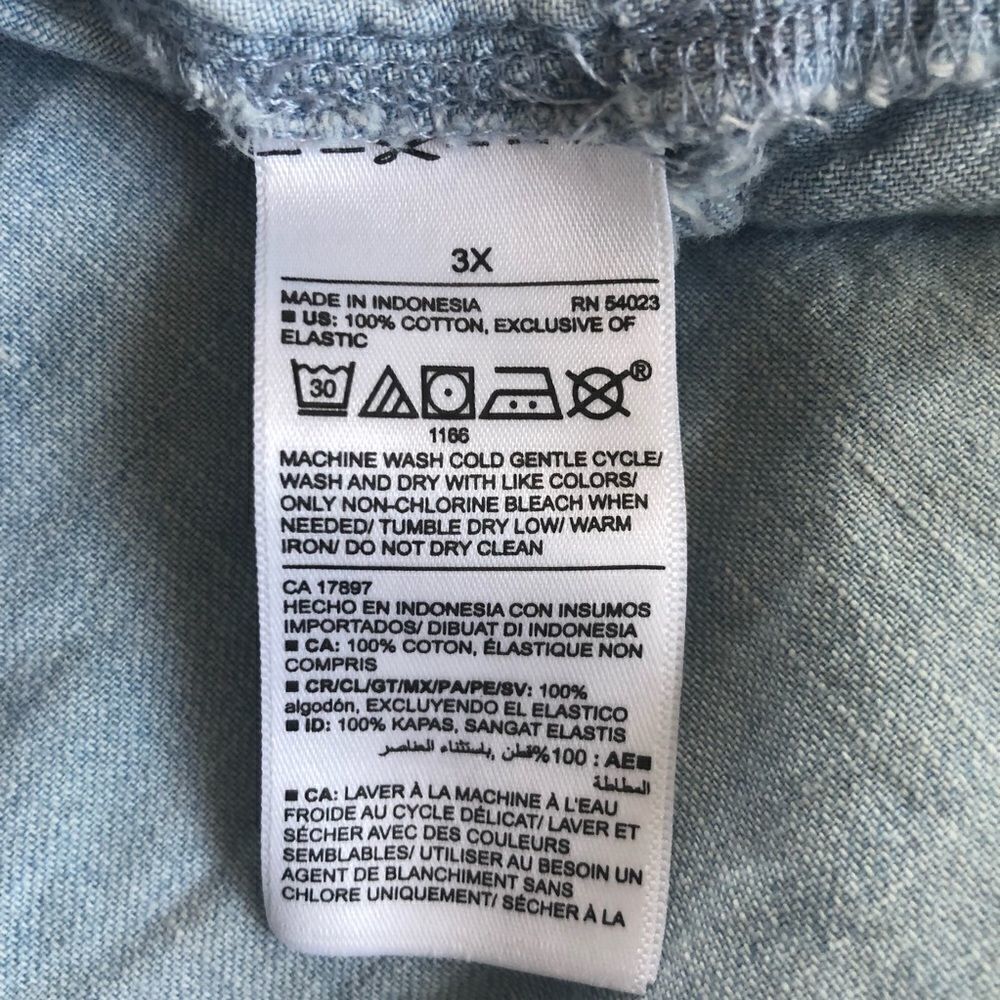 3X
MADE IN INDONESIA RN 54023
■ US: 100% COTTON, EXCLUSIVE OF
ELASTIC
30 ®
1166
MACHINE WASH COLD GENTLE CYCLE/
WASH AND DRY WITH LIKE COLORS/
ONLY NON-CHLORINE BLEACH WHEN
NEEDED/ TUMBLE DRY LOW/ WARM
IRON/ DO NOT DRY CLEAN
CA 17897
HECHO EN INDONESIA CON INSUMOS
IMPORTADOS/ DIBUAT DI INDONESIA
■ CA: 100% COTON, ÉLASTIQUE NON
COMPRIS
■ CR/CL/GT/MX/PA/PE/SV: 100%
algodón, EXCLUYENDO EL ELASTICO
■ ID: 100% KAPAS, SANGAT ELASTIS
■AE : 100%قطن ,باستثناء العناصر
المطاطة
■ CA: LAVER À LA MACHINE À L'EAU
FROIDE AU CYCLE DÉLICAT/ LAVER ET
SÉCHER AVEC DES COULEURS
SEMBLABLES/ UTILISER AU BESOIN UN
AGENT DE BLANCHIMENT SANS
CHLORE UNIQUEMENT/ SÉCHER À LA